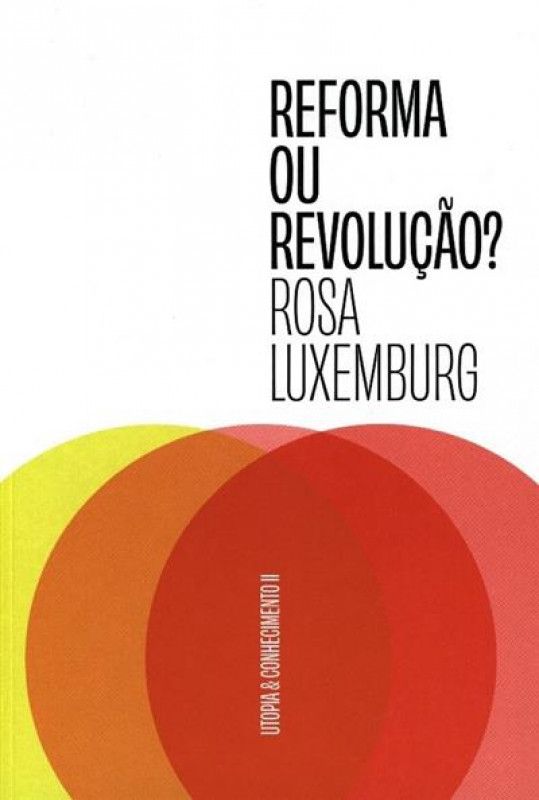 REFORMA
OU
REVOLUÇÃO?
ROSA
LUXEMBURG
UTOPIA & CONHECIMENTO II